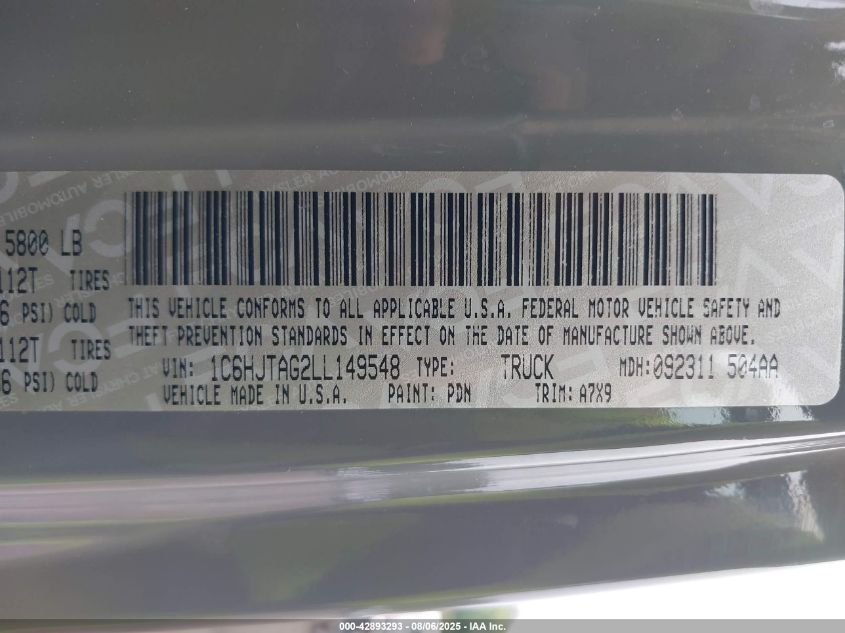 5800 LB
112T TIRES
6 PSI) COLD
112T TIRES
6 PSI) COLD
THIS VEHICLE CONFORMS TO ALL APPLICABLE U.S.A. FEDERAL MOTOR VEHICLE SAFETY AND
THEFT PREVENTION STANDARDS IN EFFECT ON THE DATE OF MANUFACTURE SHOWN ABOVE.
VIN: 1C6HJTAG2LL149548 TYPE: TRUCK MDH:092311 504AA
VEHICLE MADE IN U.S.A. PAINT: PDN TRIM: A7X9
000-42893293 - 08/06/2025 - IAA, Inc.